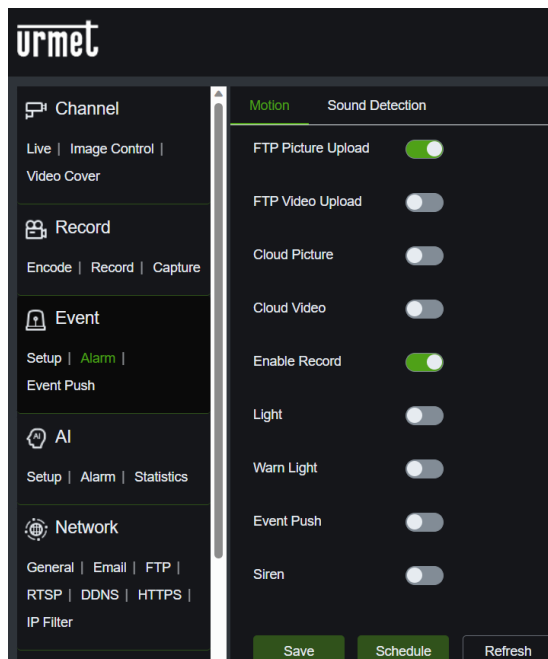 urmet
Channel
Live | Image Control |
Video Cover
Record
Encode | Record | Capture
Event
Setup | Alarm |
Event Push
AI
AI
Setup | Alarm | Statistics
Network
General | Email | FTP |
RTSP | DDNS | HTTPS |
IP Filter
Motion Sound Detection
FTP Picture Upload
FTP Video Upload
Cloud Picture
Cloud Video
Enable Record
Light
Warn Light
Event Push
Siren
Save Schedule Refresh